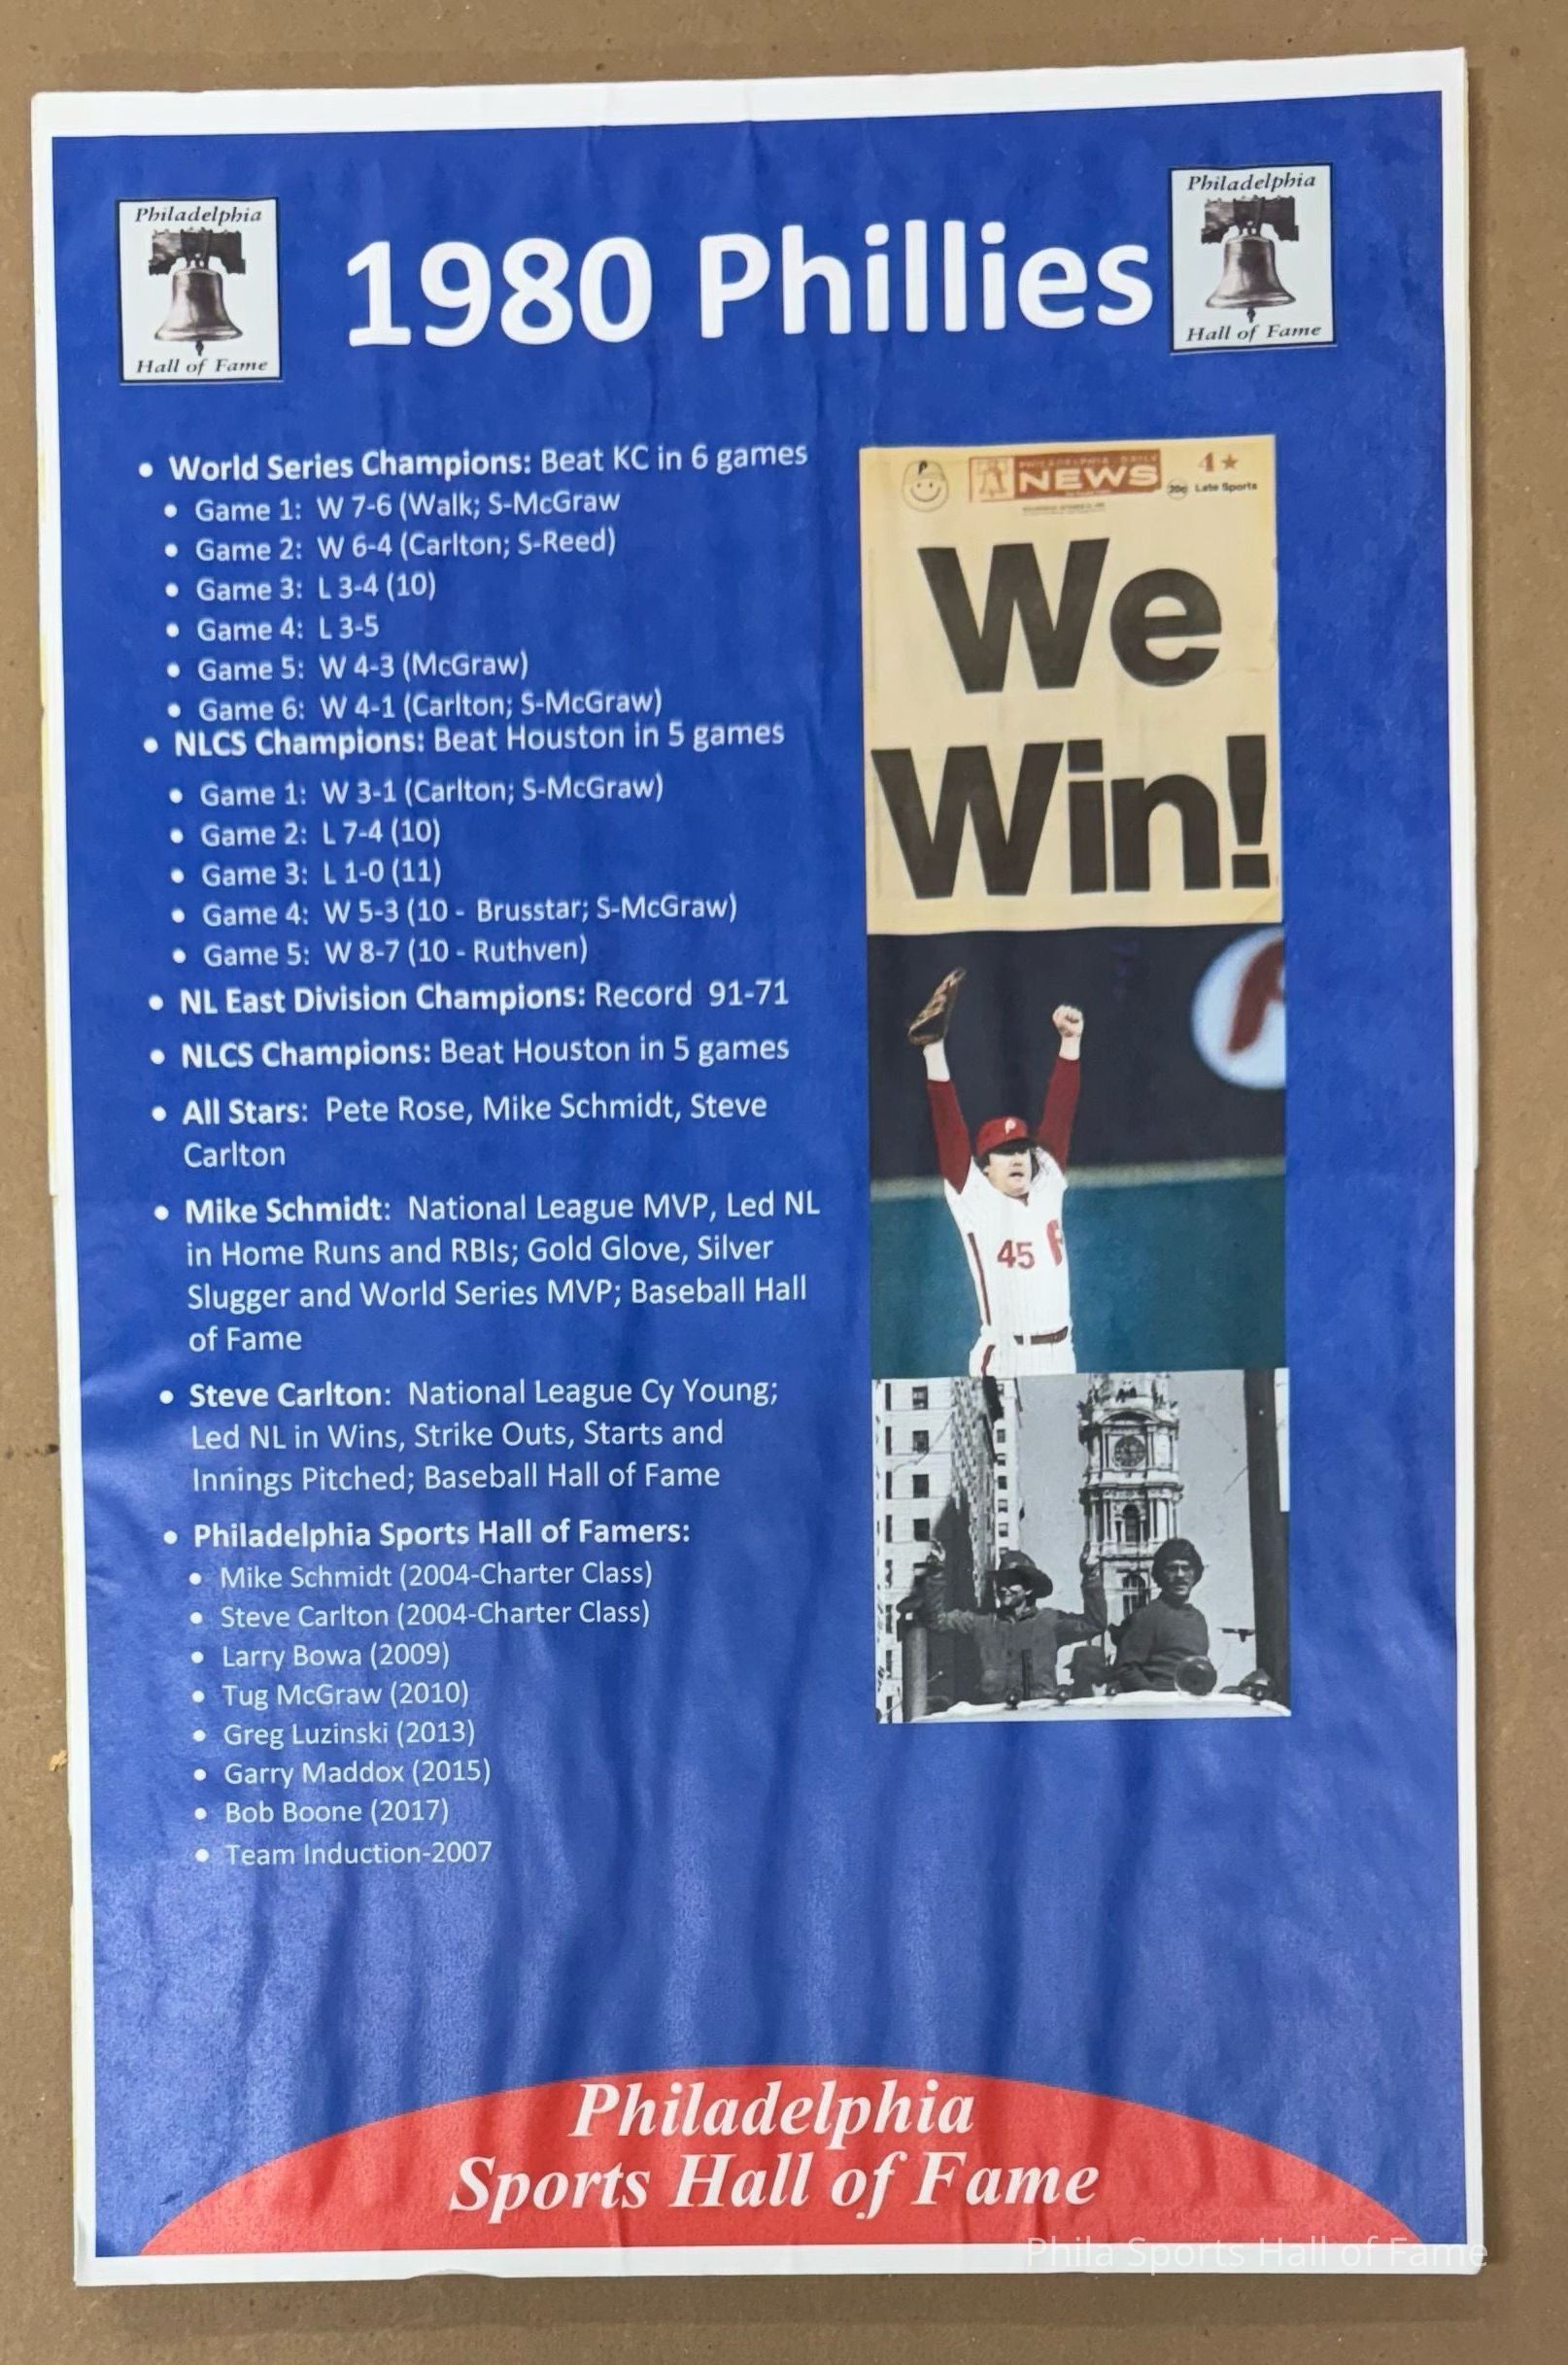 Philadelphia
Hall of Fame
1980 Phillies
Philadelphia
Hall of Fame
• World Series Champions: Beat KC in 6 games
• Game 1: W 7-6 (Walk; S-McGraw
• Game 2: W 6-4 (Carlton; S-Reed)
• Game 3: L 3-4 (10)
• Game 4: L 3-5
• Game 5: W 4-3 (McGraw)
• Game 6: W 4-1 (Carlton; S-McGraw)
• NLCS Champions: Beat Houston in 5 games
• Game 1: W 3-1 (Carlton; S-McGraw)
• Game 2: L 7-4 (10)
• Game 3: L 1-0 (11)
• Game 4: W 5-3 (10 - Brusstar; S-McGraw)
• Game 5: W 8-7 (10 - Ruthven)
• NL East Division Champions: Record 91-71
• NLCS Champions: Beat Houston in 5 games
• All Stars: Pete Rose, Mike Schmidt, Steve
Carlton
• Mike Schmidt: National League MVP, Led NL
in Home Runs and RBIs; Gold Glove, Silver
Slugger and World Series MVP; Baseball Hall
of Fame
• Steve Carlton: National League Cy Young;
Led NL in Wins, Strike Outs, Starts and
Innings Pitched; Baseball Hall of Fame
• Philadelphia Sports Hall of Famers:
• Mike Schmidt (2004-Charter Class)
• Steve Carlton (2004-Charter Class)
• Larry Bowa (2009)
• Tug McGraw (2010)
• Greg Luzinski (2013)
• Garry Maddox (2015)
• Bob Boone (2017)
• Team Induction-2007
PHILADELPHIA DAILY
NEWS
4★
20¢ Late Sports
We
Win!
P
45
Philadelphia
Sports Hall of Fame
Phila Sports Hall of Fame